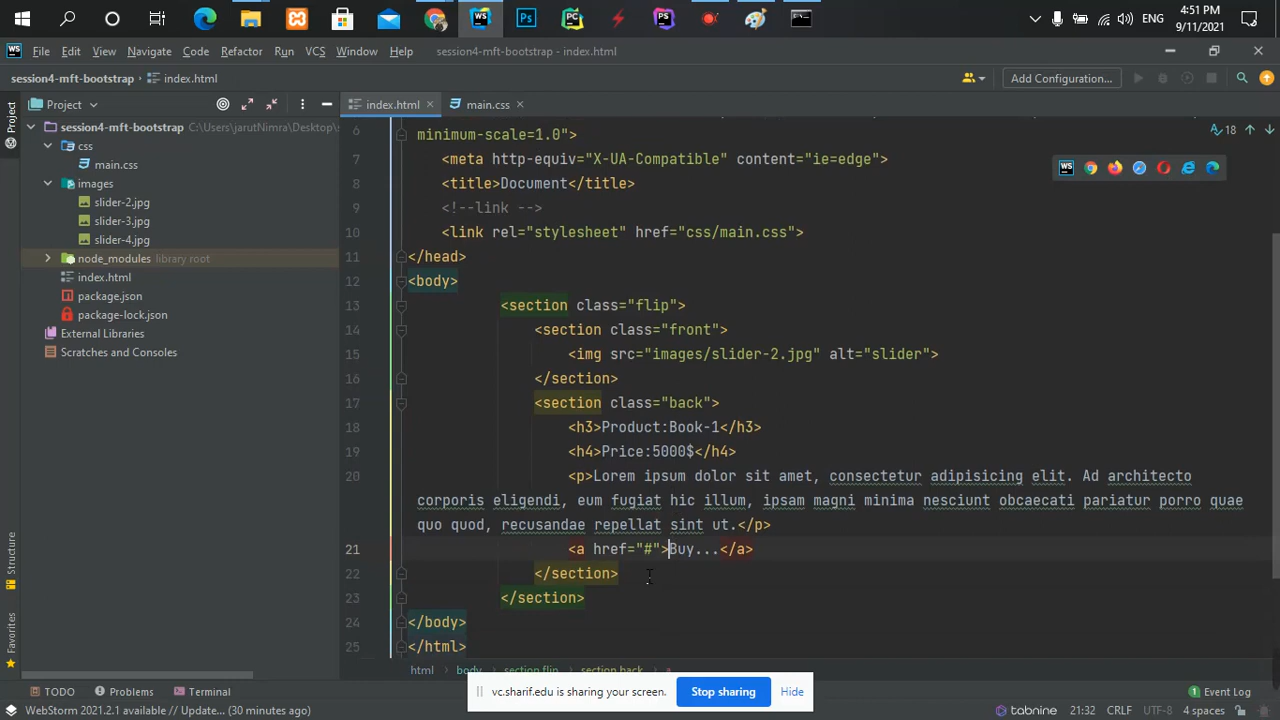 4:51 PM
ENG
9/11/2021
File Edit View Navigate Code Refactor Run VCS Window Help session4-mft-bootstrap - index.html
session4-mft-bootstrap index.html Add Configuration...
Project
Project
index.html
main.css
session4-mft-bootstrap C:\Users\jarutNimra\Desktop\s
css
main.css
images
slider-2.jpg
slider-3.jpg
slider-4.jpg
node_modules library root
index.html
package.json
package-lock.json
External Libraries
Scratches and Consoles
18
6 minimum-scale=1.0">
7 <meta http-equiv="X-UA-Compatible" content="ie=edge">
8 <title>Document</title>
9 <!--link -->
10 <link rel="stylesheet" href="css/main.css">
11 </head>
12 <body>
13 <section class="flip">
14 <section class="front">
15 <img src="images/slider-2.jpg" alt="slider">
16 </section>
17 <section class="back">
18 <h3>Product:Book-1</h3>
19 <h4>Price:5000$</h4>
20 <p>Lorem ipsum dolor sit amet, consectetur adipisicing elit. Ad architecto
corporis eligendi, eum fugiat hic illum, ipsam magni minima nesciunt obcaecati pariatur porro quae
quo quod, recusandae repellat sint ut.</p>
21 <a href="#">Buy...</a>
22 </section>
23 </section>
24 </body>
25 </html>
Structure
Favorites
html body section.flip section.back a
TODO Problems Terminal
vc.sharif.edu is sharing your screen. Stop sharing Hide
Event Log
WebStorm 2021.2.1 available // Update... (30 minutes ago)
tabnine 21:32 CRLF UTF-8 4 spaces